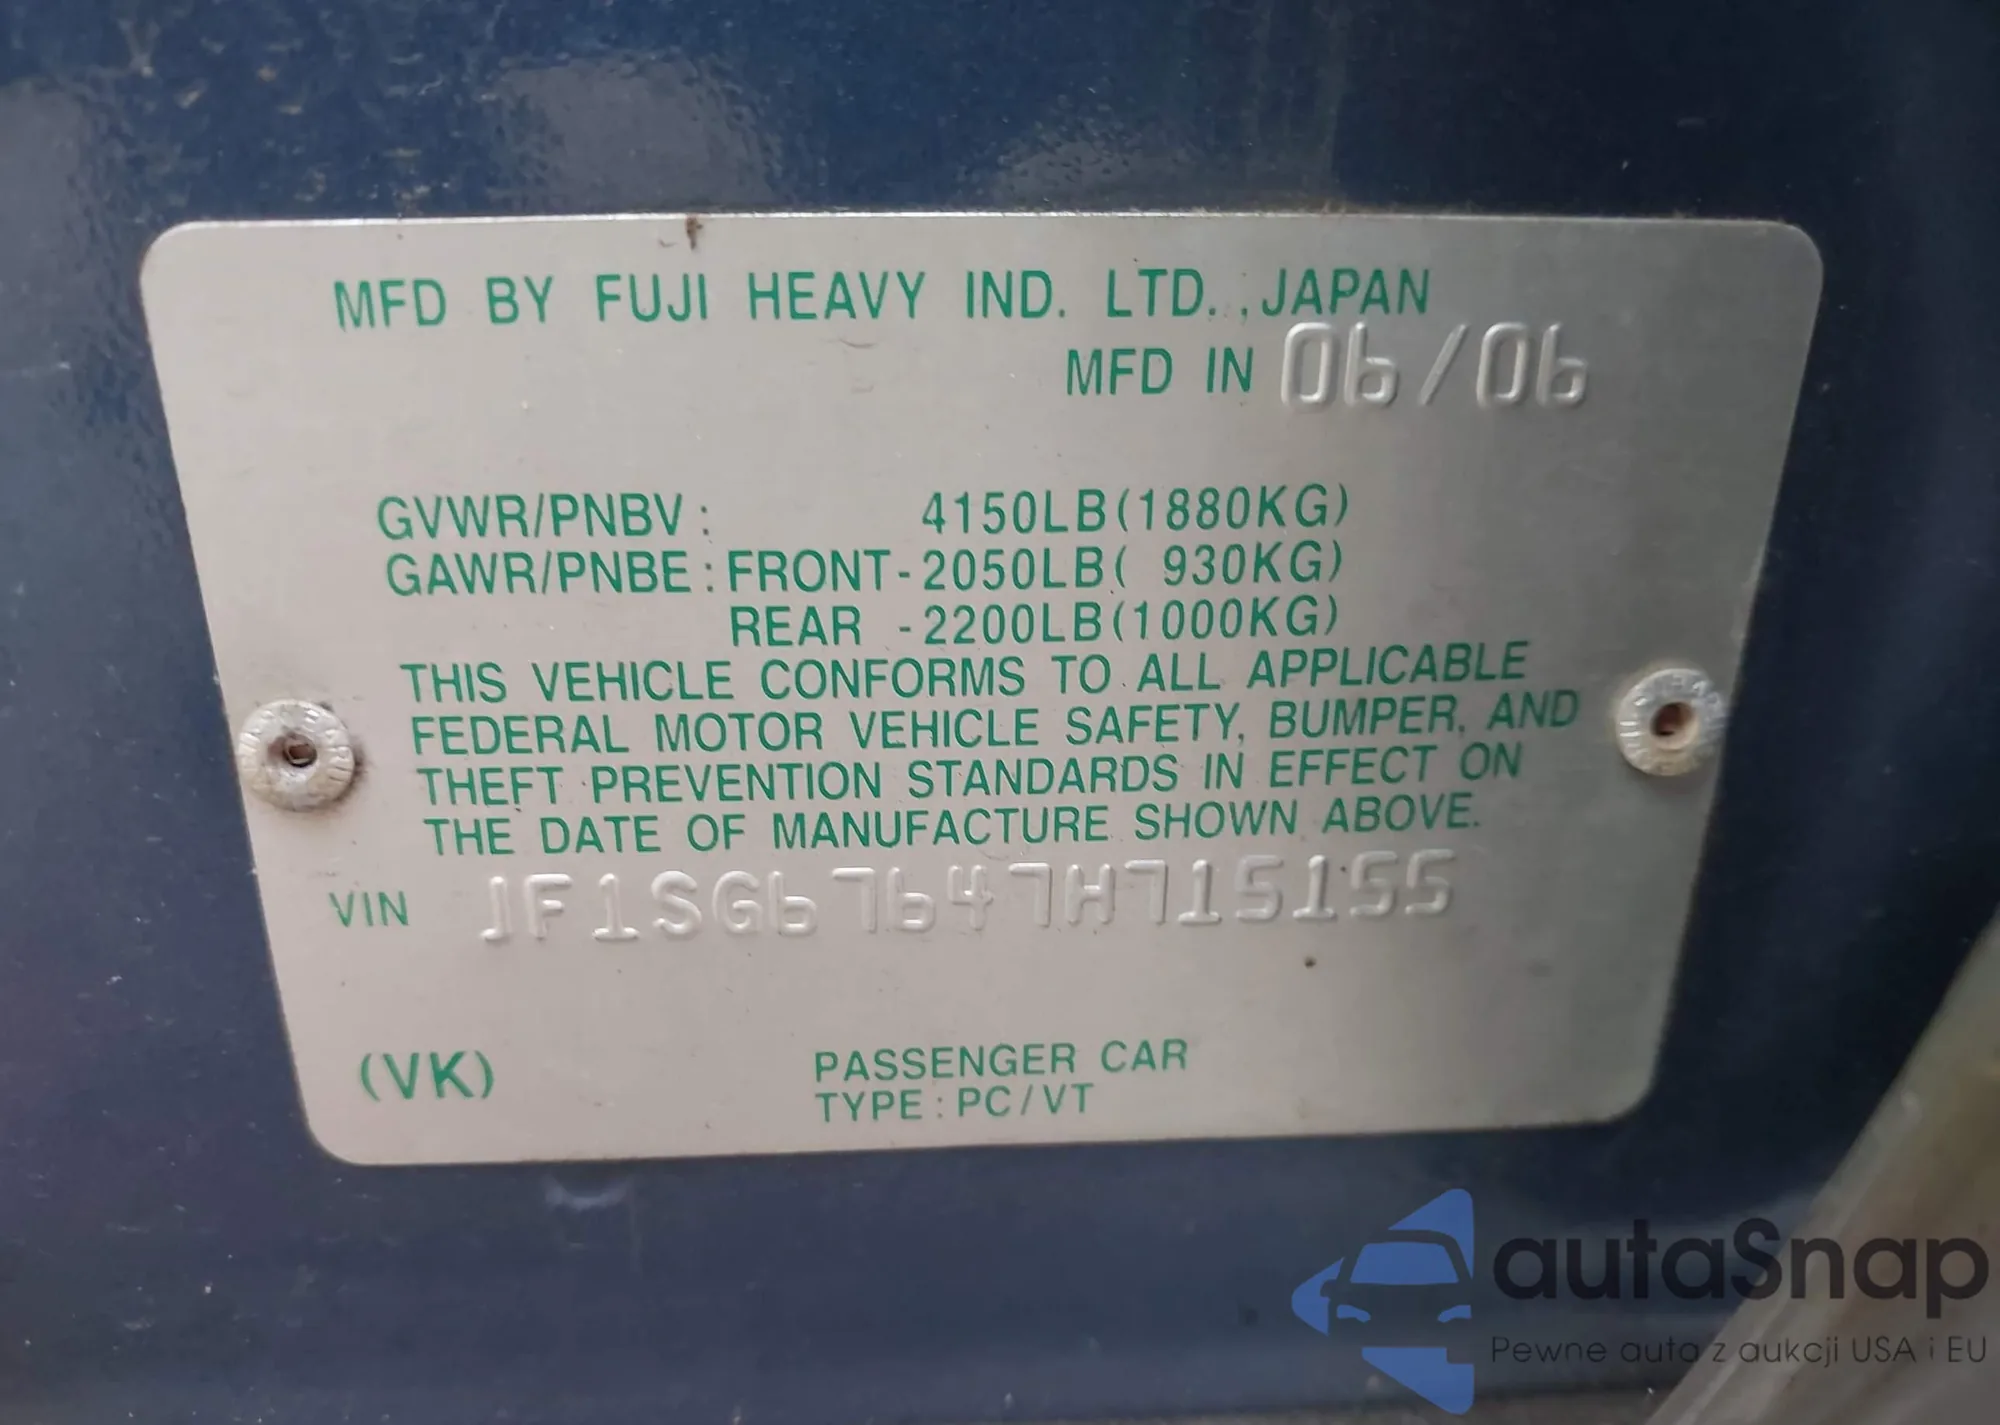 MFD BY FUJI HEAVY IND. LTD., JAPAN
MFD IN 06/06
GVWR/PNBV: 4150LB(1880KG)
GAWR/PNBE: FRONT-2050LB( 930KG)
REAR -2200LB(1000KG)
THIS VEHICLE CONFORMS TO ALL APPLICABLE
FEDERAL MOTOR VEHICLE SAFETY, BUMPER, AND
THEFT PREVENTION STANDARDS IN EFFECT ON
THE DATE OF MANUFACTURE SHOWN ABOVE.
VIN JF1SG67647H715155
(VK) PASSENGER CAR
TYPE: PC/VT
autaSnap
Pewne auta z aukcji USA i EU